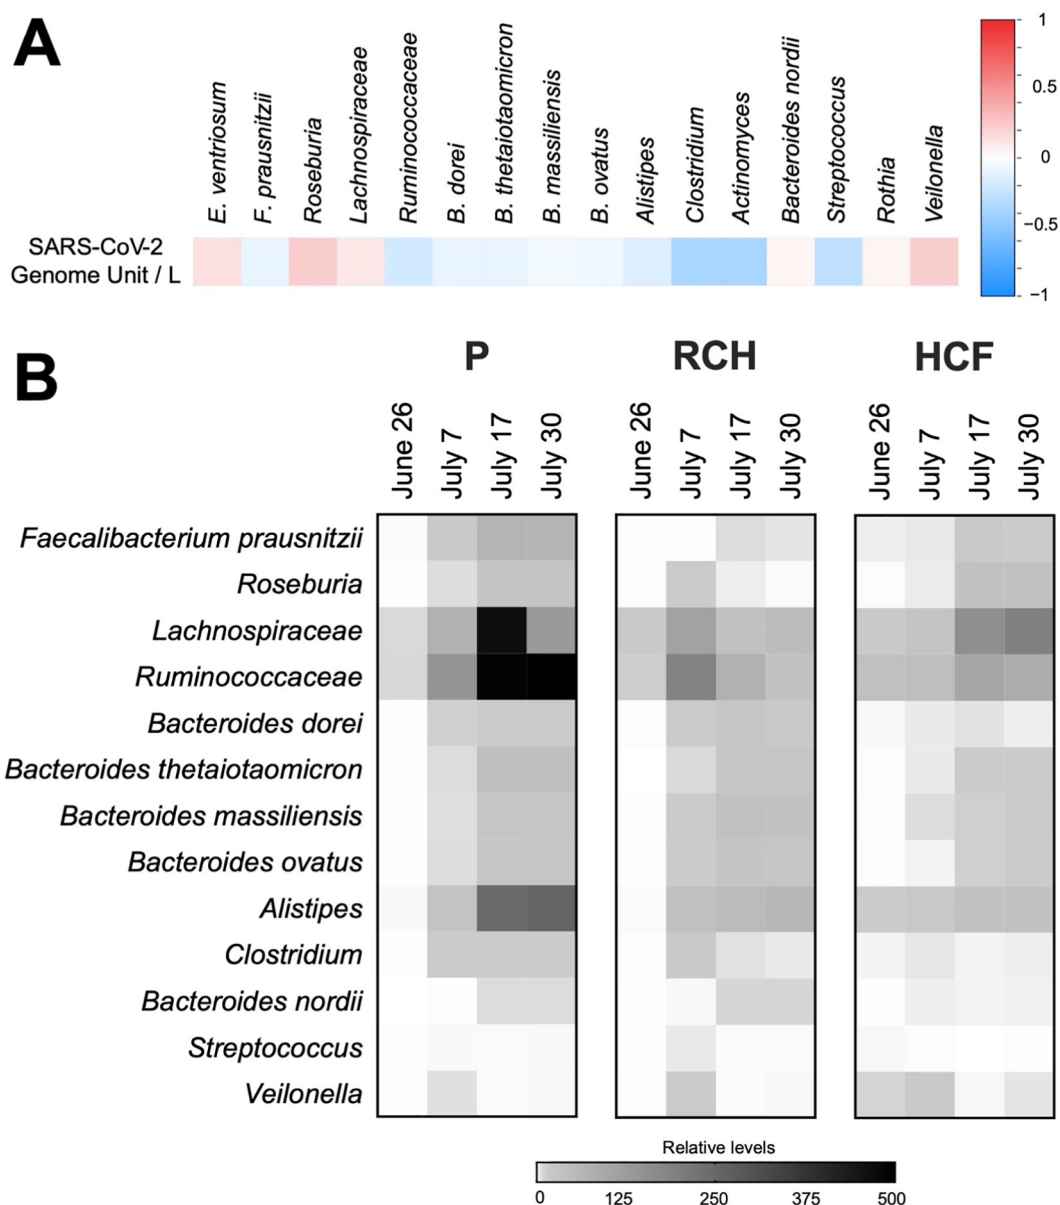 A
E. ventriosum
F. prausnitzii
Roseburia
Lachnospiraceae
Ruminococcaceae
B. dorei
B. thetaiotaomicron
B. massiliensis
B. ovatus
Alistipes
Clostridium
Actinomyces
Bacteroides nordii
Streptococcus
Rothia
Veilonella
1
0.5
0
−0.5
−1
SARS-CoV-2
Genome Unit / L
B
P
RCH
HCF
June 26
July 7
July 17
July 30
June 26
July 7
July 17
July 30
June 26
July 7
July 17
July 30
Faecalibacterium prausnitzii
Roseburia
Lachnospiraceae
Ruminococcaceae
Bacteroides dorei
Bacteroides thetaiotaomicron
Bacteroides massiliensis
Bacteroides ovatus
Alistipes
Clostridium
Bacteroides nordii
Streptococcus
Veilonella
Relative levels
0 125 250 375 500